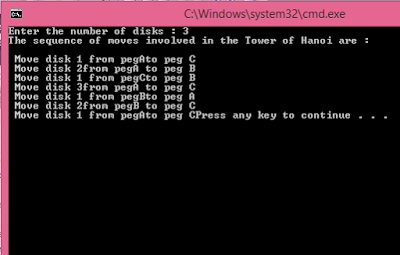 C:\Windows\system32\cmd.exe
Enter the number of disks : 3
The sequence of moves involved in the Tower of Hanoi are :
Move disk 1 from pegAto peg C
Move disk 2from pegA to peg B
Move disk 1 from pegCto peg B
Move disk 3from pegA to peg C
Move disk 1 from pegBto peg A
Move disk 2from pegB to peg C
Move disk 1 from pegAto peg CPress any key to continue . . .